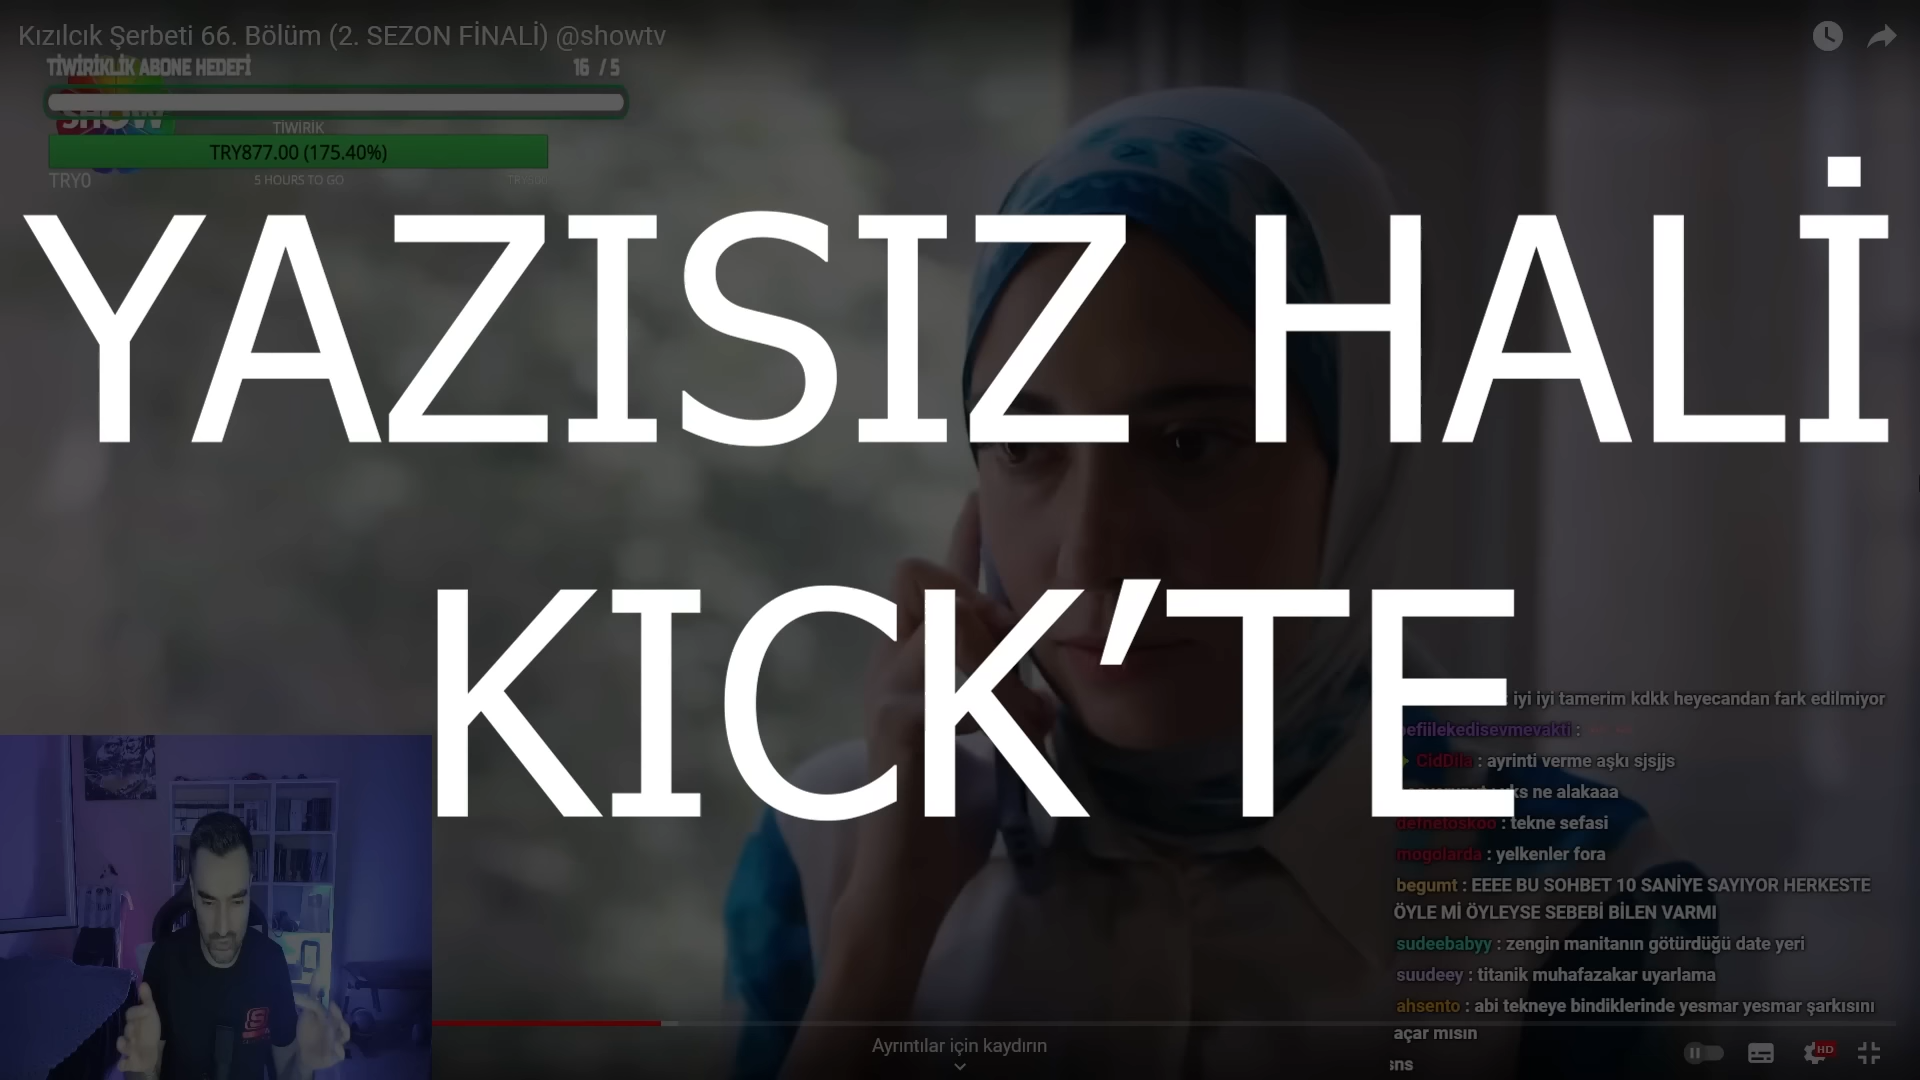 Kızılcık Şerbeti 66. Bölüm (2. SEZON FİNALİ) @showtv
TİWİRİKLİK ABONE HEDEFİ 16 / 5
SHOW
TİWİRİK
TRY877.00 (175.40%)
TRY0 5 HOURS TO GO TRY500
YAZISIZ HALİ
KICK’TE
: iyi iyi tamerim kdkk heyecandan fark edilmiyor
efiilekedisevmevakti :
CidDila : ayrinti verme aşkı sjsjjs
ne alakaaa
: tekne sefasi
mogolarda : yelkenler fora
begumt : EEEE BU SOHBET 10 SANİYE SAYIYOR HERKESTE
ÖYLE Mİ ÖYLEYSE SEBEBİ BİLEN VARMI
sudeebabyy : zengin manitanın götürdüğü date yeri
suudeey : titanik muhafazakar uyarlama
ahsento : abi tekneye bindiklerinde yesmar yesmar şarkısını
açar mısın
sns
Ayrıntılar için kaydırın
HD